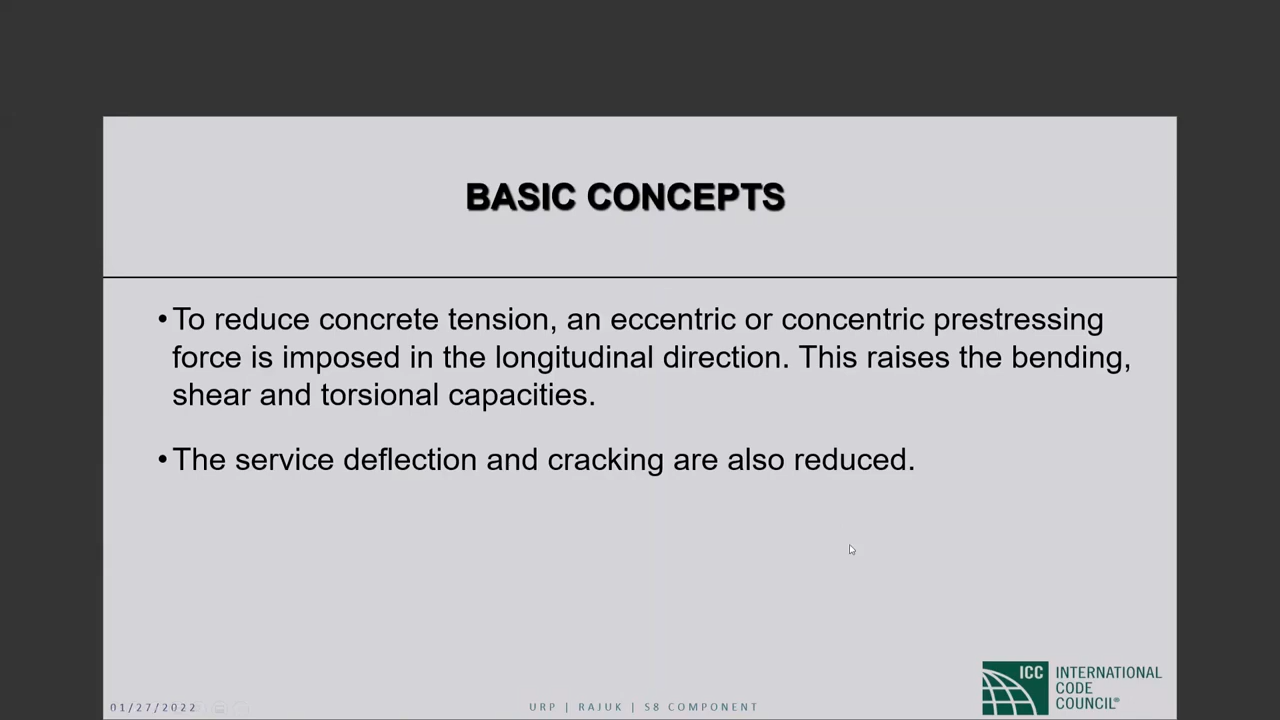 BASIC CONCEPTS
•To reduce concrete tension, an eccentric or concentric prestressing
force is imposed in the longitudinal direction. This raises the bending,
shear and torsional capacities.
•The service deflection and cracking are also reduced.
ICC INTERNATIONAL
CODE
COUNCIL®
01/27/2022
URP | RAJUK | S8 COMPONENT